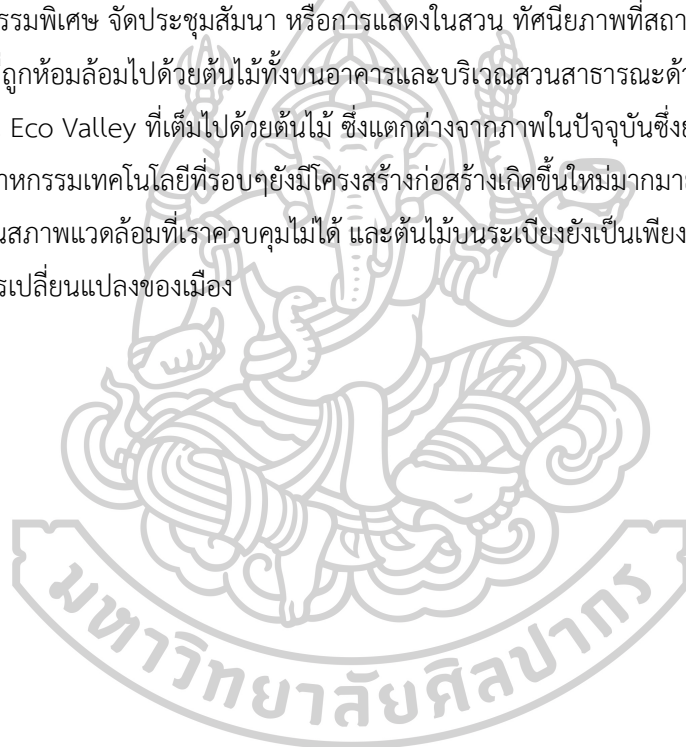 รรมพิเศษ จัดประชุมสัมนา หรือการแสดงในสวน ทัศนียภาพที่สถา
ถูกห้อมล้อมไปด้วยต้นไม้ทั้งบนอาคารและบริเวณสวนสาธารณะด้า
Eco Valley ที่เต็มไปด้วยต้นไม้ ซึ่งแตกต่างจากภาพในปัจจุบันซึ่งย
าหกรรมเทคโนโลยีที่รอบๆยังมีโครงสร้างก่อสร้างเกิดขึ้นใหม่มากมาย
นสภาพแวดล้อมที่เราควบคุมไม่ได้ และต้นไม้บนระเบียงยังเป็นเพียง
รเปลี่ยนแปลงของเมือง
มหาวิทยาลัยศิลปากร